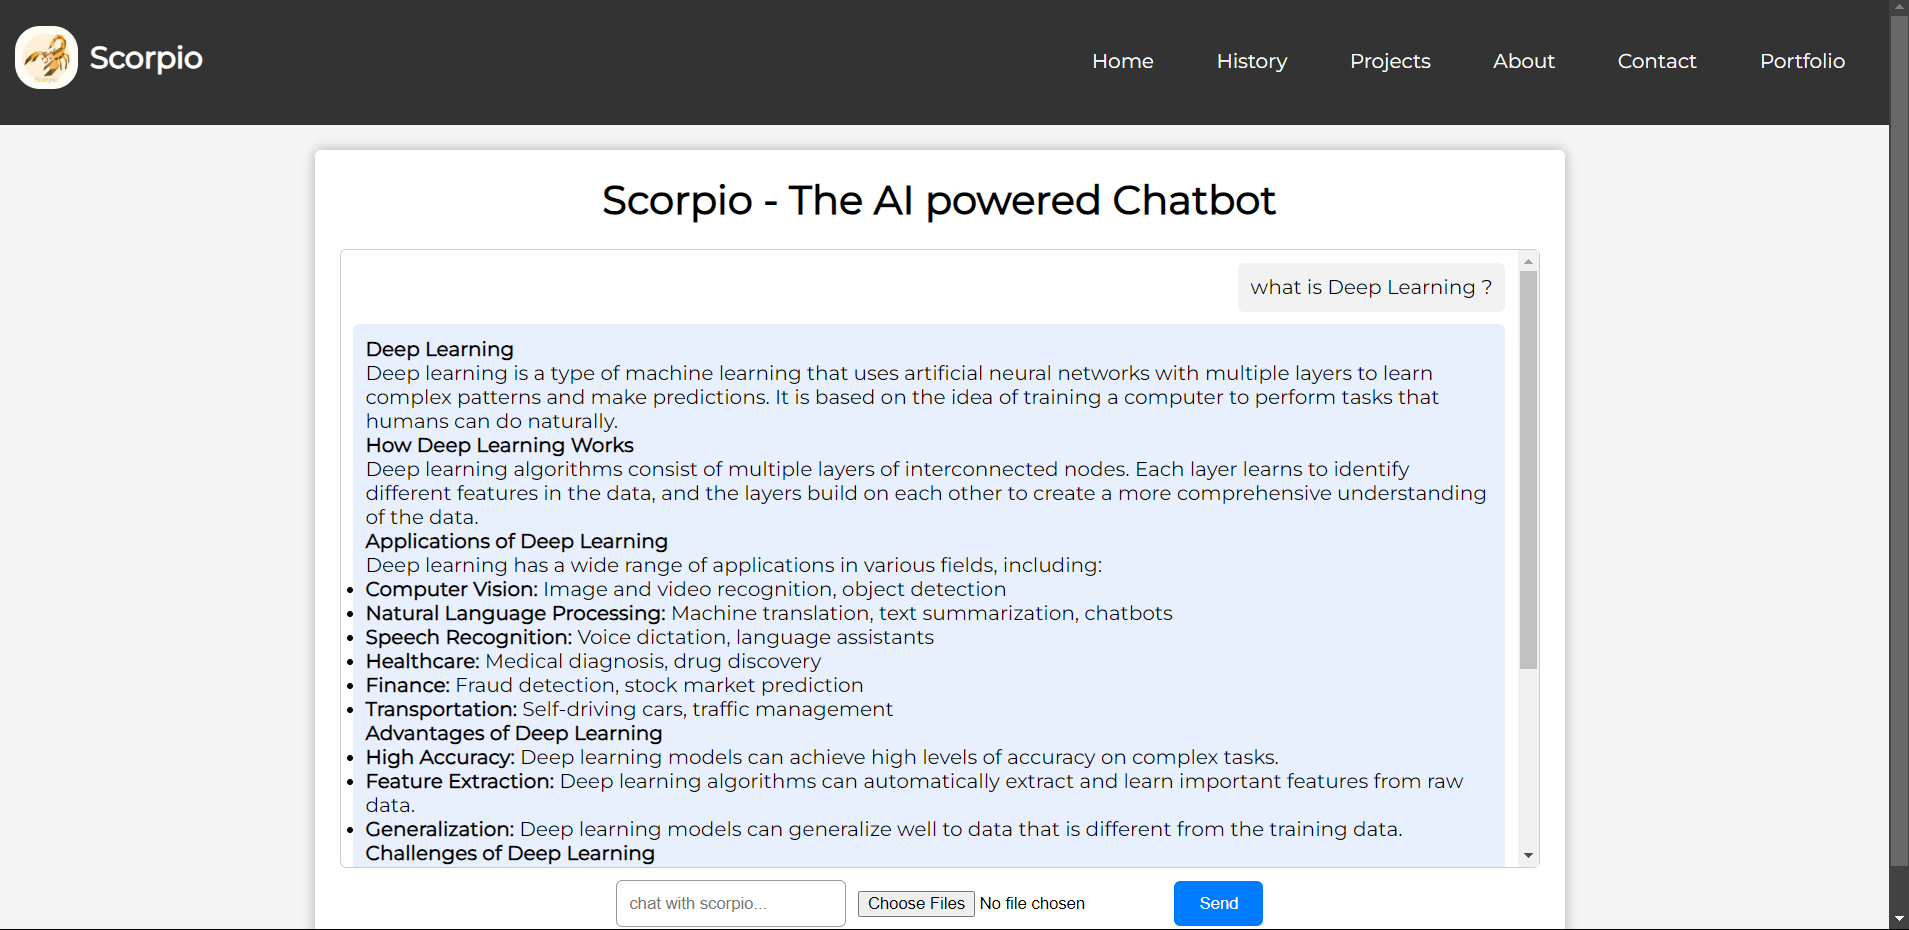 Scorpio
Home History Projects About Contact Portfolio
Scorpio - The AI powered Chatbot
what is Deep Learning ?
Deep Learning
Deep learning is a type of machine learning that uses artificial neural networks with multiple layers to learn
complex patterns and make predictions. It is based on the idea of training a computer to perform tasks that
humans can do naturally.
How Deep Learning Works
Deep learning algorithms consist of multiple layers of interconnected nodes. Each layer learns to identify
different features in the data, and the layers build on each other to create a more comprehensive understanding
of the data.
Applications of Deep Learning
Deep learning has a wide range of applications in various fields, including:
• Computer Vision: Image and video recognition, object detection
• Natural Language Processing: Machine translation, text summarization, chatbots
• Speech Recognition: Voice dictation, language assistants
• Healthcare: Medical diagnosis, drug discovery
• Finance: Fraud detection, stock market prediction
• Transportation: Self-driving cars, traffic management
Advantages of Deep Learning
• High Accuracy: Deep learning models can achieve high levels of accuracy on complex tasks.
• Feature Extraction: Deep learning algorithms can automatically extract and learn important features from raw
data.
• Generalization: Deep learning models can generalize well to data that is different from the training data.
Challenges of Deep Learning
chat with scorpio... Choose Files No file chosen Send